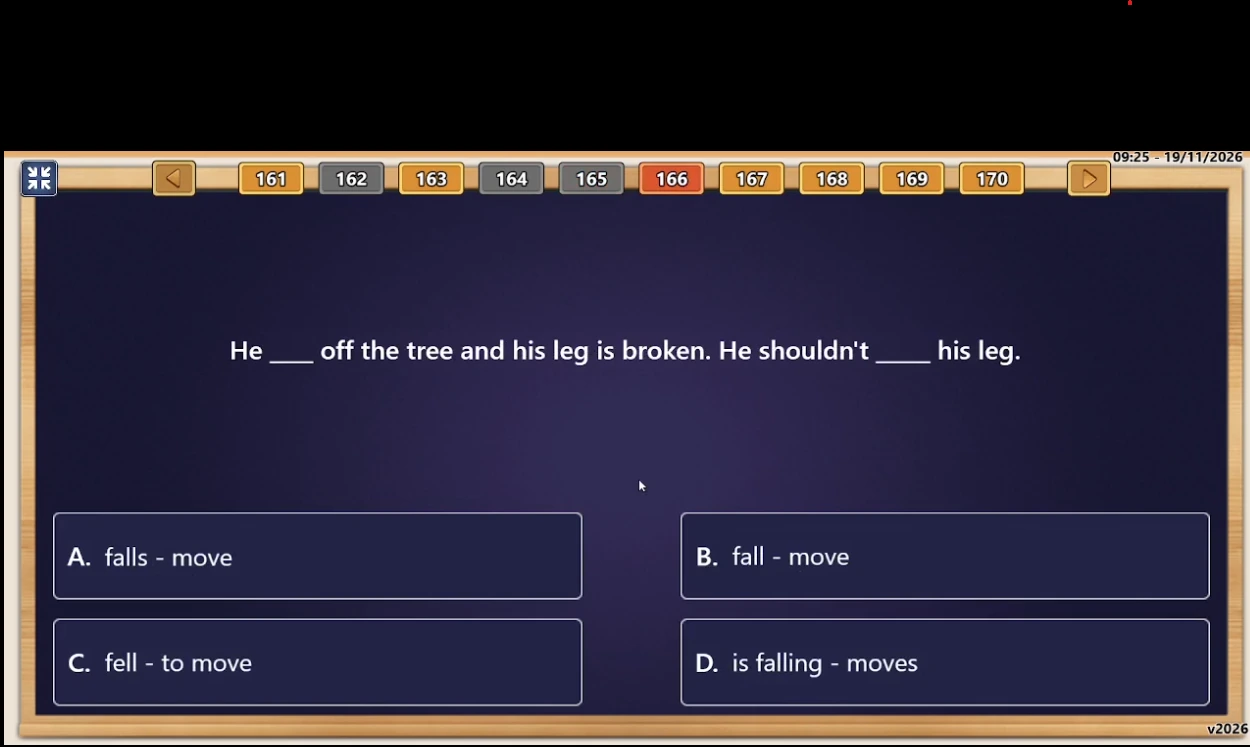 09:25 - 19/11/2026
161 162 163 164 165 166 167 168 169 170
He ___ off the tree and his leg is broken. He shouldn't ____ his leg.
A. falls - move
B. fall - move
C. fell - to move
D. is falling - moves
v2026